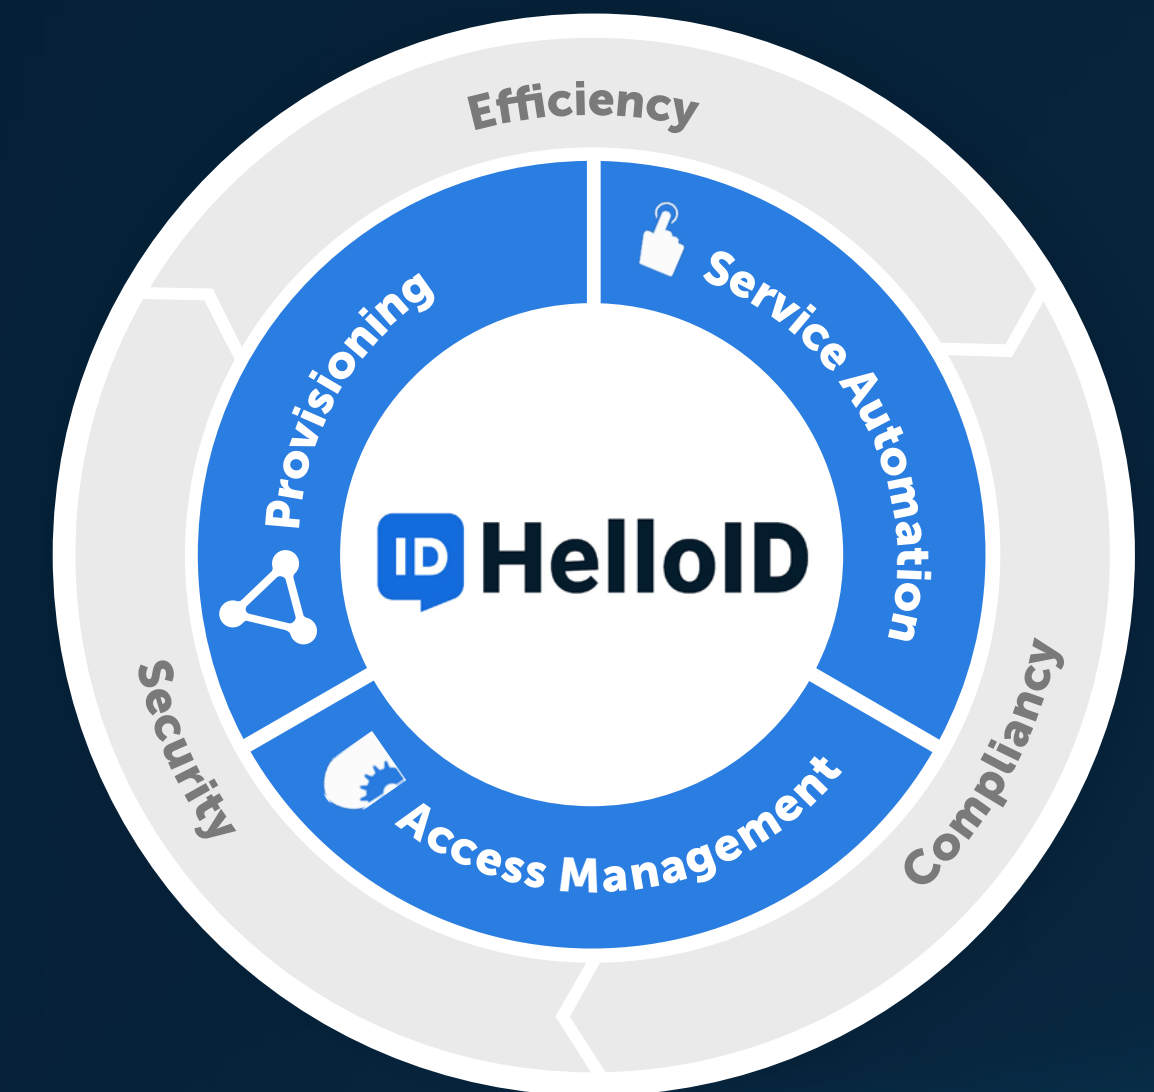 Efficiency
Service Automation
Provisioning
ID HelloID
Security
Compliancy
Access Management